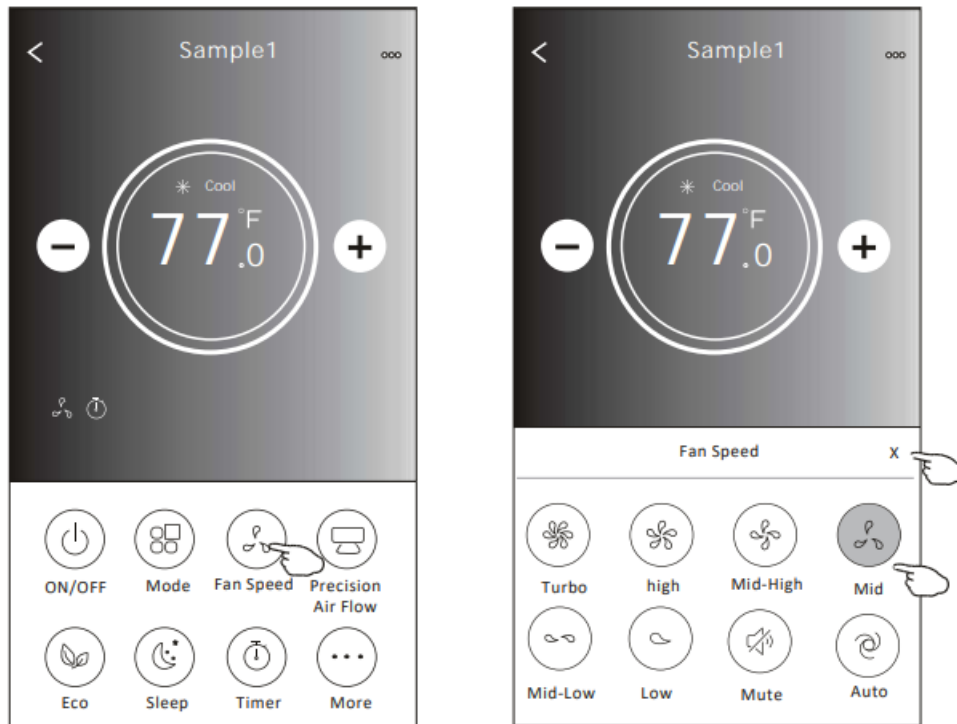 Sample1
Cool
77.0 °F
ON/OFF
Mode
Fan Speed
Precision
Air Flow
Eco
Sleep
Timer
More
Sample1
Cool
77.0 °F
Fan Speed
X
Turbo
high
Mid-High
Mid
Mid-Low
Low
Mute
Auto